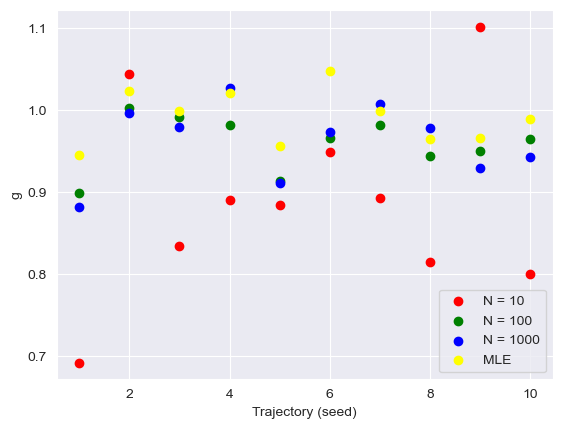 1.1
1.0
0.9
0.8
0.7
g
2
4
6
8
10
Trajectory (seed)
N = 10
N = 100
N = 1000
MLE